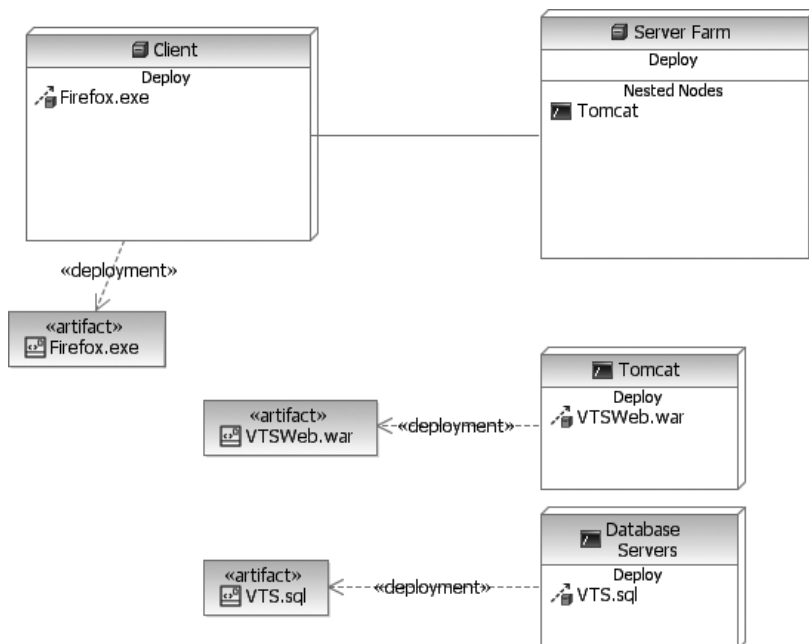 Client
Deploy
Firefox.exe
Server Farm
Deploy
Nested Nodes
Tomcat
«deployment»
«artifact»
Firefox.exe
Tomcat
Deploy
VTSWeb.war
«deployment»
«artifact»
VTSWeb.war
Database
Servers
Deploy
VTS.sql
«deployment»
«artifact»
VTS.sql